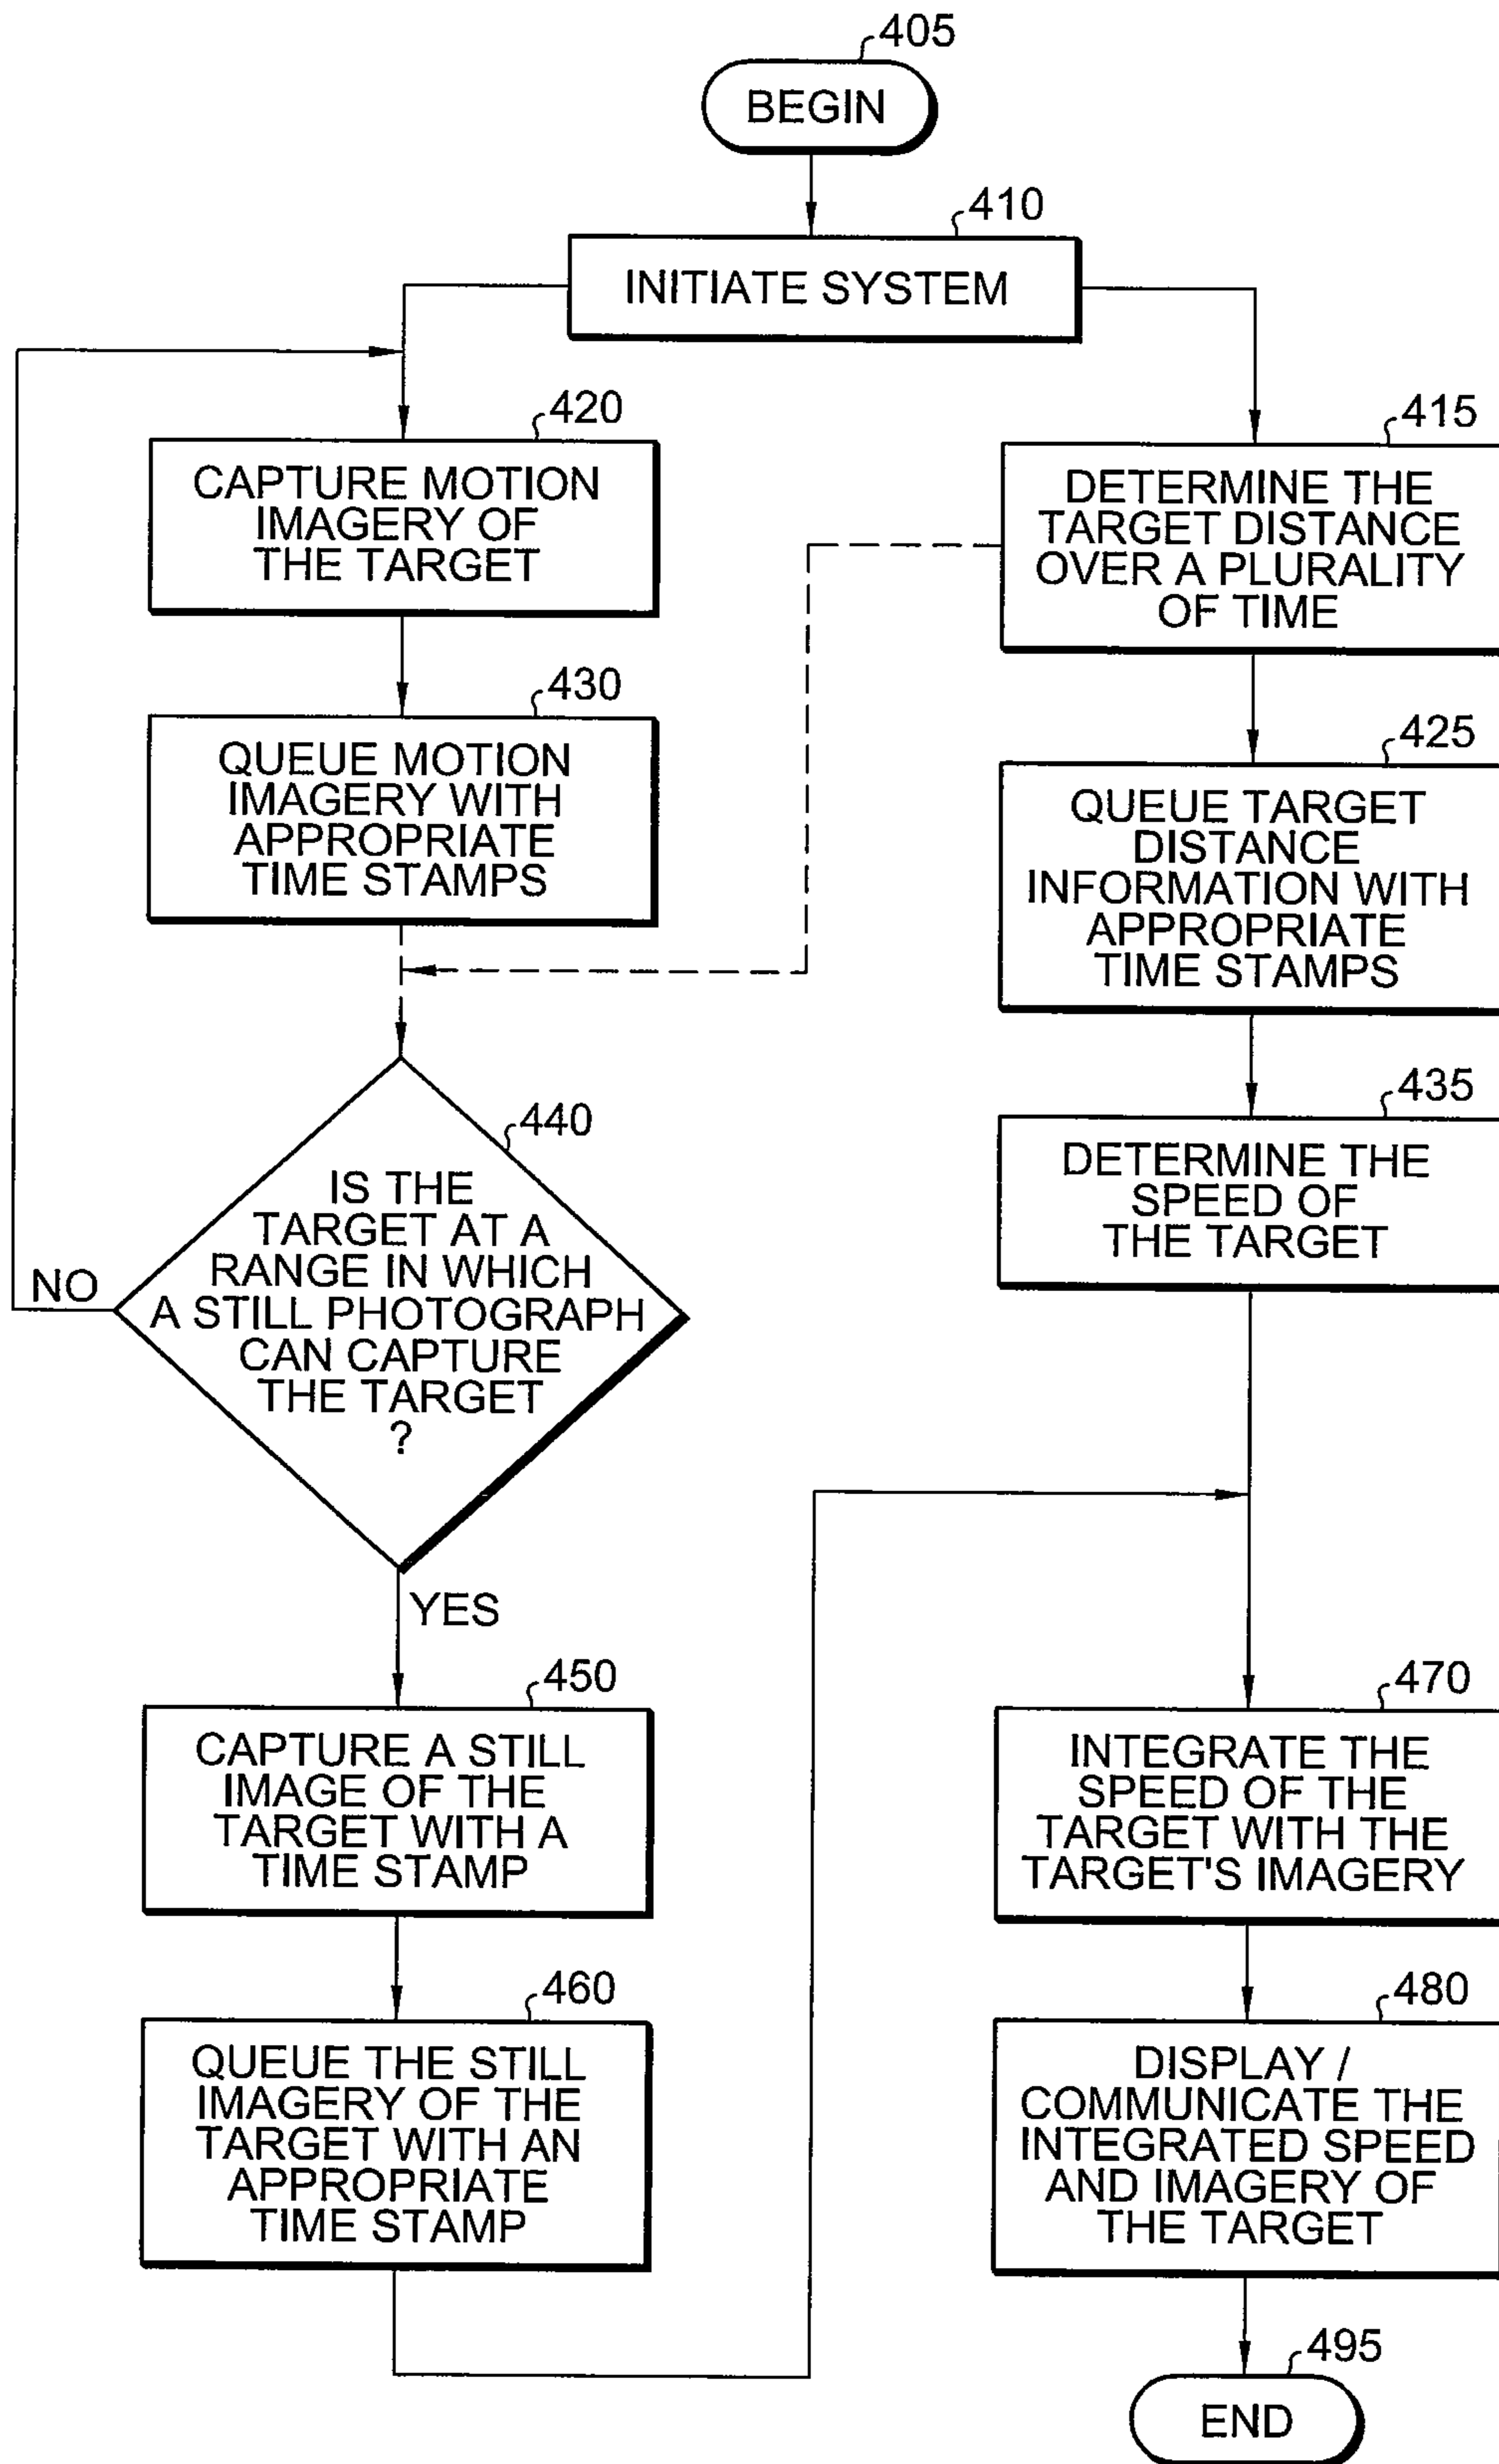 405
BEGIN
410
INITIATE SYSTEM
420
CAPTURE MOTION
IMAGERY OF
THE TARGET
415
DETERMINE THE
TARGET DISTANCE
OVER A PLURALITY
OF TIME
430
QUEUE MOTION
IMAGERY WITH
APPROPRIATE
TIME STAMPS
425
QUEUE TARGET
DISTANCE
INFORMATION WITH
APPROPRIATE
TIME STAMPS
440
IS THE
TARGET AT A
RANGE IN WHICH
A STILL PHOTOGRAPH
CAN CAPTURE
THE TARGET
?
NO
YES
435
DETERMINE THE
SPEED OF
THE TARGET
450
CAPTURE A STILL
IMAGE OF THE
TARGET WITH A
TIME STAMP
460
QUEUE THE STILL
IMAGERY OF THE
TARGET WITH AN
APPROPRIATE
TIME STAMP
470
INTEGRATE THE
SPEED OF THE
TARGET WITH THE
TARGET'S IMAGERY
480
DISPLAY /
COMMUNICATE THE
INTEGRATED SPEED
AND IMAGERY OF
THE TARGET
495
END